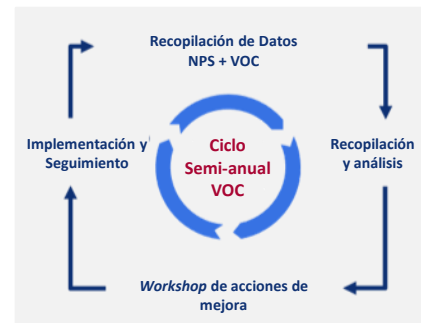 Recopilación de Datos
NPS + VOC
Implementación y
Seguimiento
Ciclo
Semi-anual
VOC
Recopilación
y análisis
Workshop de acciones de
mejora